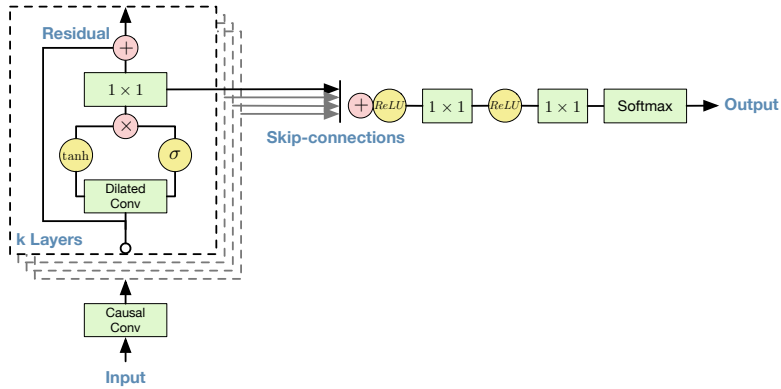 Residual
+
1 × 1
×
tanh
σ
Dilated
Conv
k Layers
Causal
Conv
Input
Skip-connections
+
ReLU
1 × 1
ReLU
1 × 1
Softmax
Output